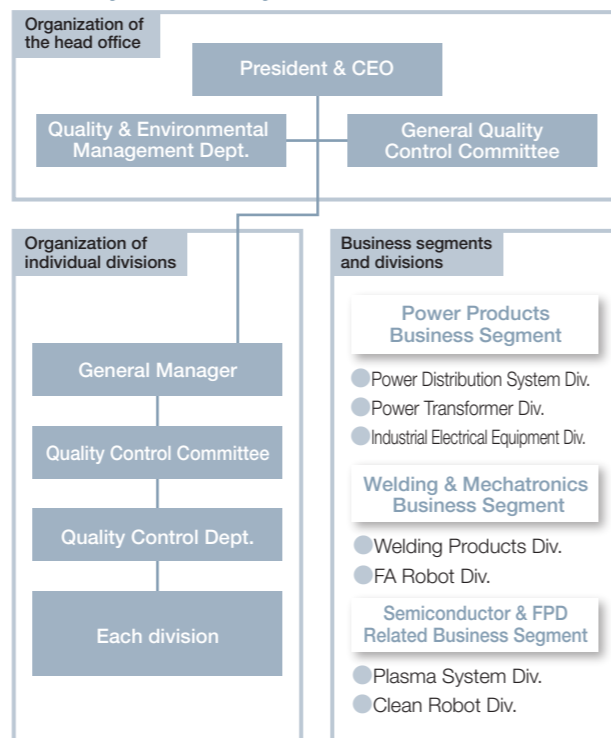 Organization of
the head office
President & CEO
Quality & Environmental
Management Dept.
General Quality
Control Committee
Organization of
individual divisions
General Manager
Quality Control Committee
Quality Control Dept.
Each division
Business segments
and divisions
Power Products
Business Segment
Power Distribution System Div.
Power Transformer Div.
Industrial Electrical Equipment Div.
Welding & Mechatronics
Business Segment
Welding Products Div.
FA Robot Div.
Semiconductor & FPD
Related Business Segment
Plasma System Div.
Clean Robot Div.